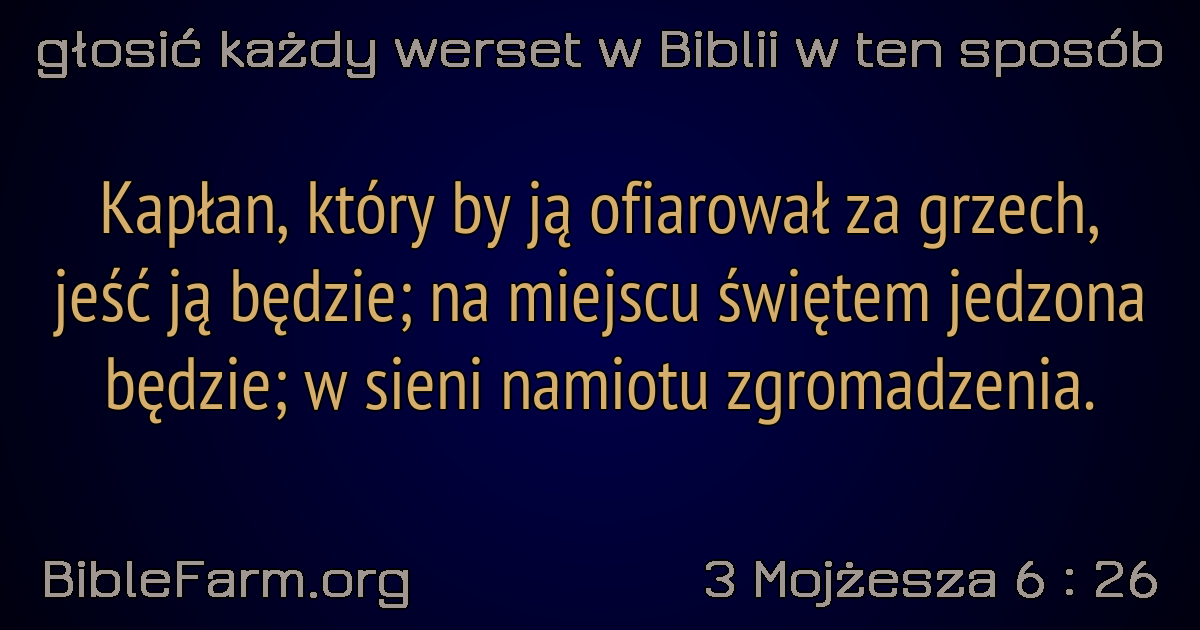 głosić każdy werset w Biblii w ten sposób
Kapłan, który by ją ofiarował za grzech,
jeść ją będzie; na miejscu świętem jedzona
będzie; w sieni namiotu zgromadzenia.
BibleFarm.org
3 Mojżesza 6 : 26